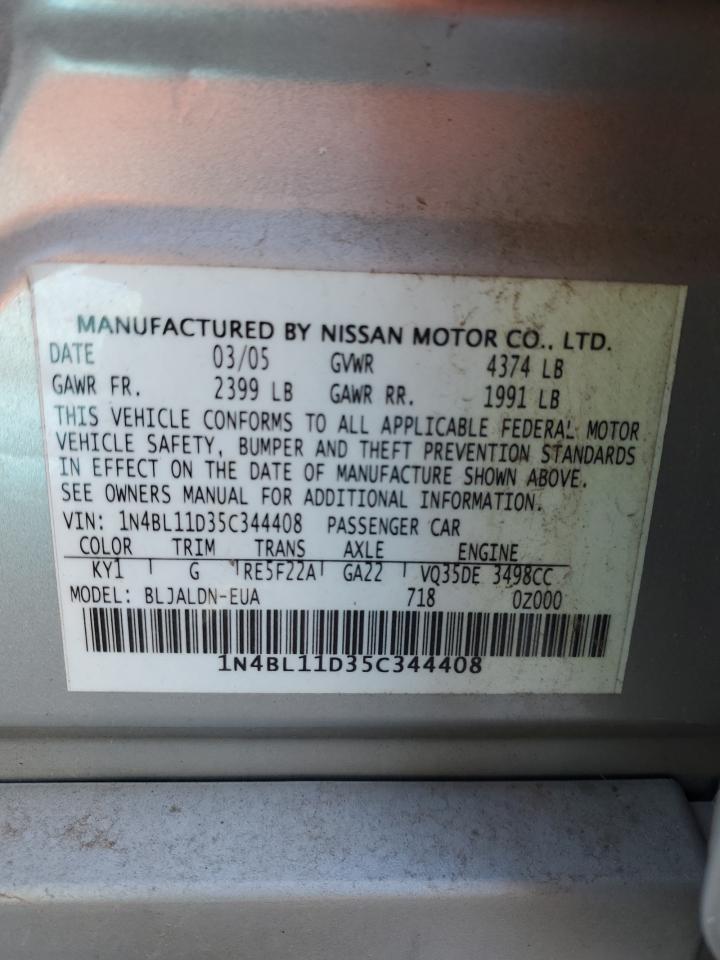 MANUFACTURED BY NISSAN MOTOR CO., LTD.
DATE 03/05 GVWR 4374 LB
GAWR FR. 2399 LB GAWR RR. 1991 LB
THIS VEHICLE CONFORMS TO ALL APPLICABLE FEDERAL MOTOR
VEHICLE SAFETY, BUMPER AND THEFT PREVENTION STANDARDS
IN EFFECT ON THE DATE OF MANUFACTURE SHOWN ABOVE.
SEE OWNERS MANUAL FOR ADDITIONAL INFORMATION.
VIN: 1N4BL11D35C344408 PASSENGER CAR
COLOR TRIM TRANS AXLE ENGINE
KY1 G RE5F22A GA22 VQ35DE 3498CC
MODEL: BLJALDN-EUA 718 0Z000
1N4BL11D35C344408